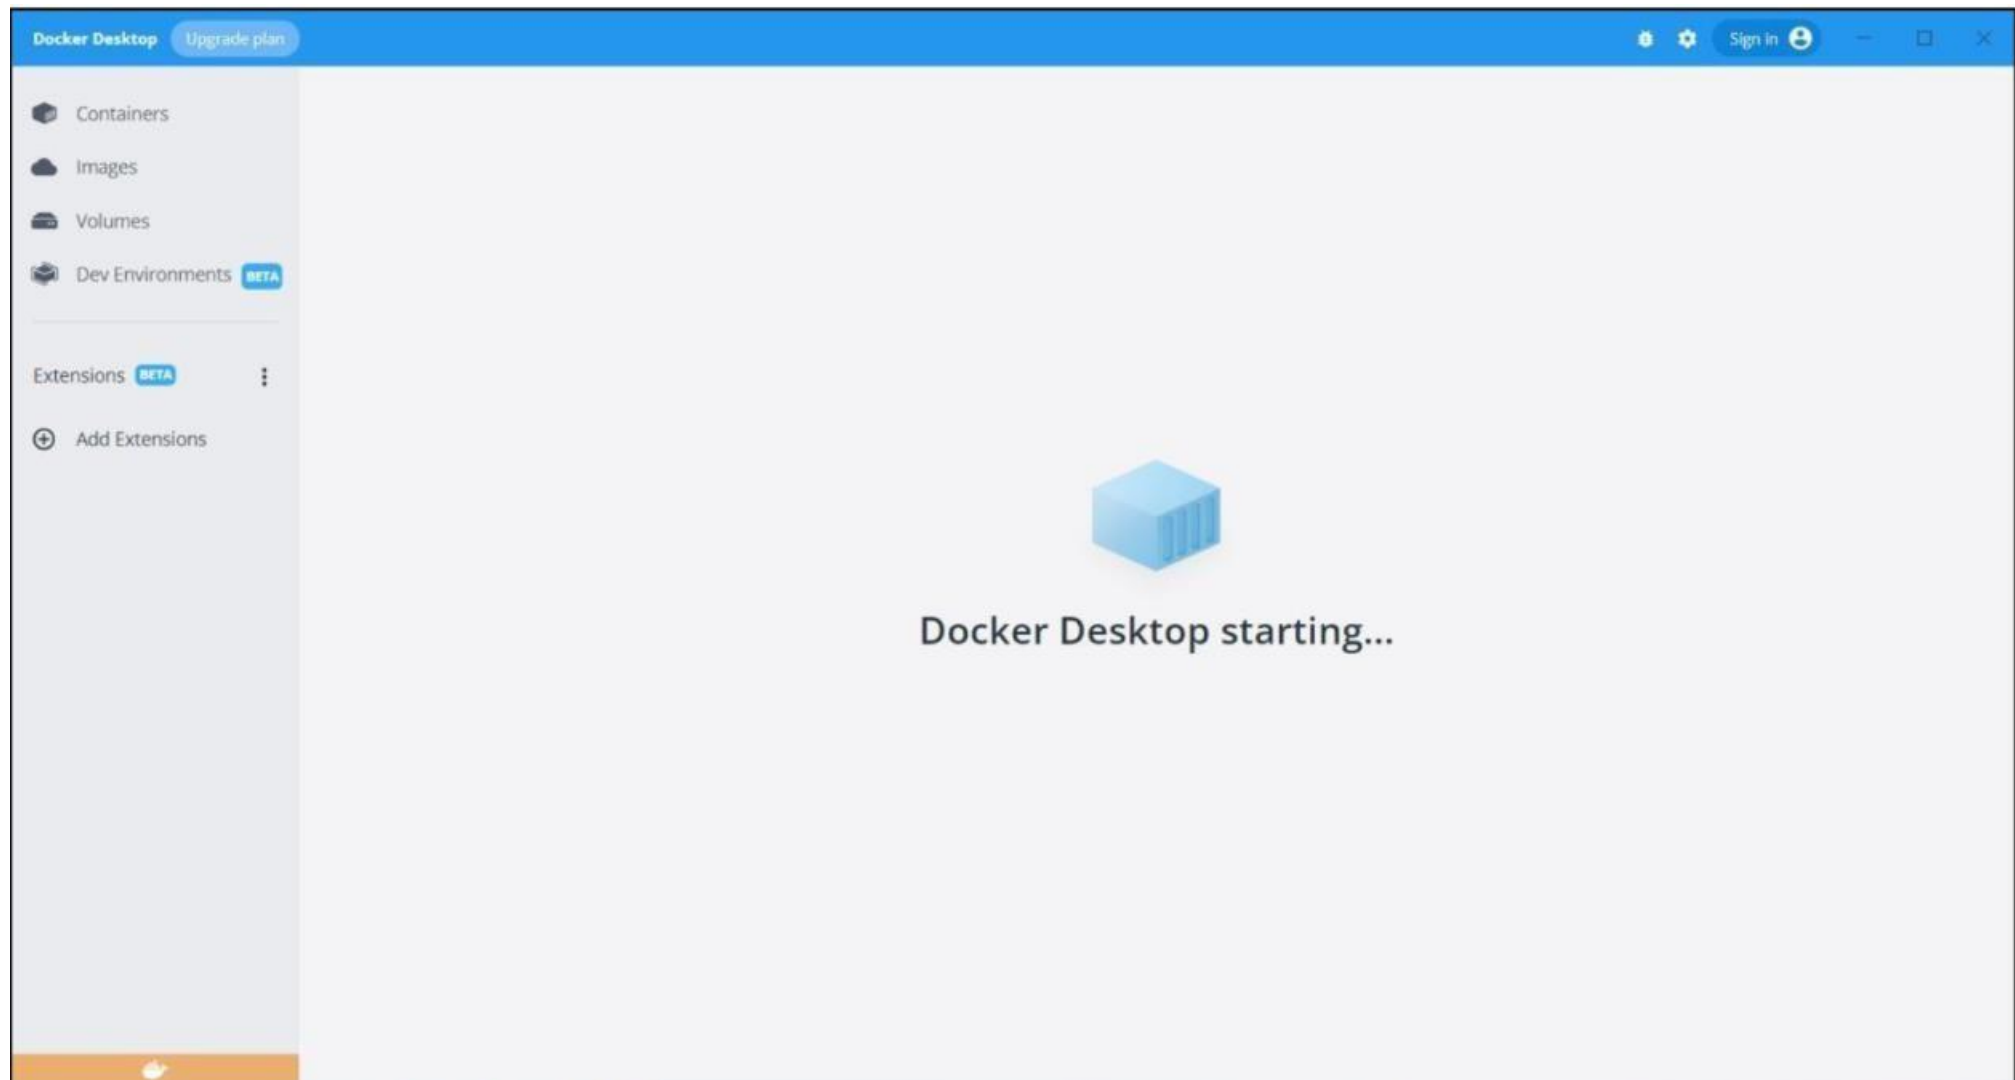 Docker Desktop Upgrade plan Sign in
Containers
Images
Volumes
Dev Environments BETA
Extensions BETA
Add Extensions
Docker Desktop starting...